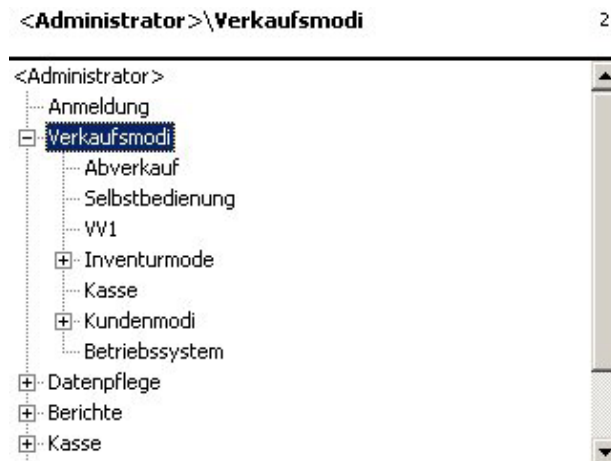 <Administrator>\Verkaufsmodi 2
<Administrator>
Anmeldung
Verkaufsmodi
Abverkauf
Selbstbedienung
VV1
Inventurmode
Kasse
Kundenmodi
Betriebssystem
Datenpflege
Berichte
Kasse